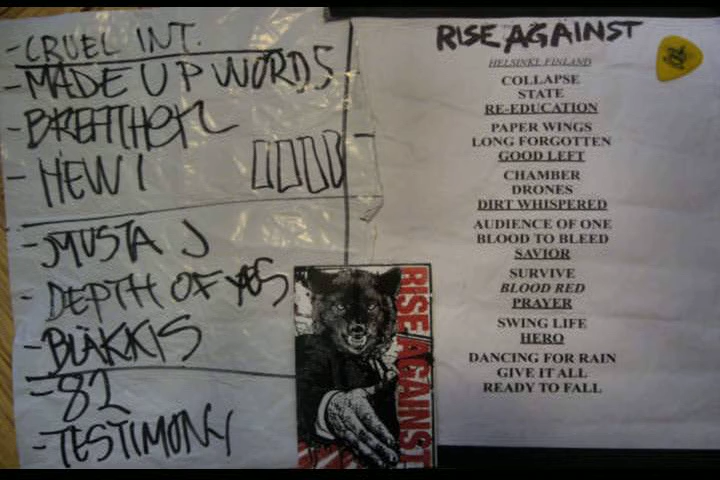 - CRUEL INT.
- MADE UP WORDS
- BREATHER
- NEW 1
- MUSTA J
- DEPTH OF YES
- BLÄKKIS
- 82
- TESTIMONY
RISE AGAINST
HELSINKI, FINLAND
COLLAPSE
STATE
RE-EDUCATION
PAPER WINGS
LONG FORGOTTEN
GOOD LEFT
CHAMBER
DRONES
DIRT WHISPERED
AUDIENCE OF ONE
BLOOD TO BLEED
SAVIOR
SURVIVE
BLOOD RED
PRAYER
SWING LIFE
HERO
DANCING FOR RAIN
GIVE IT ALL
READY TO FALL
RISE AGAINST